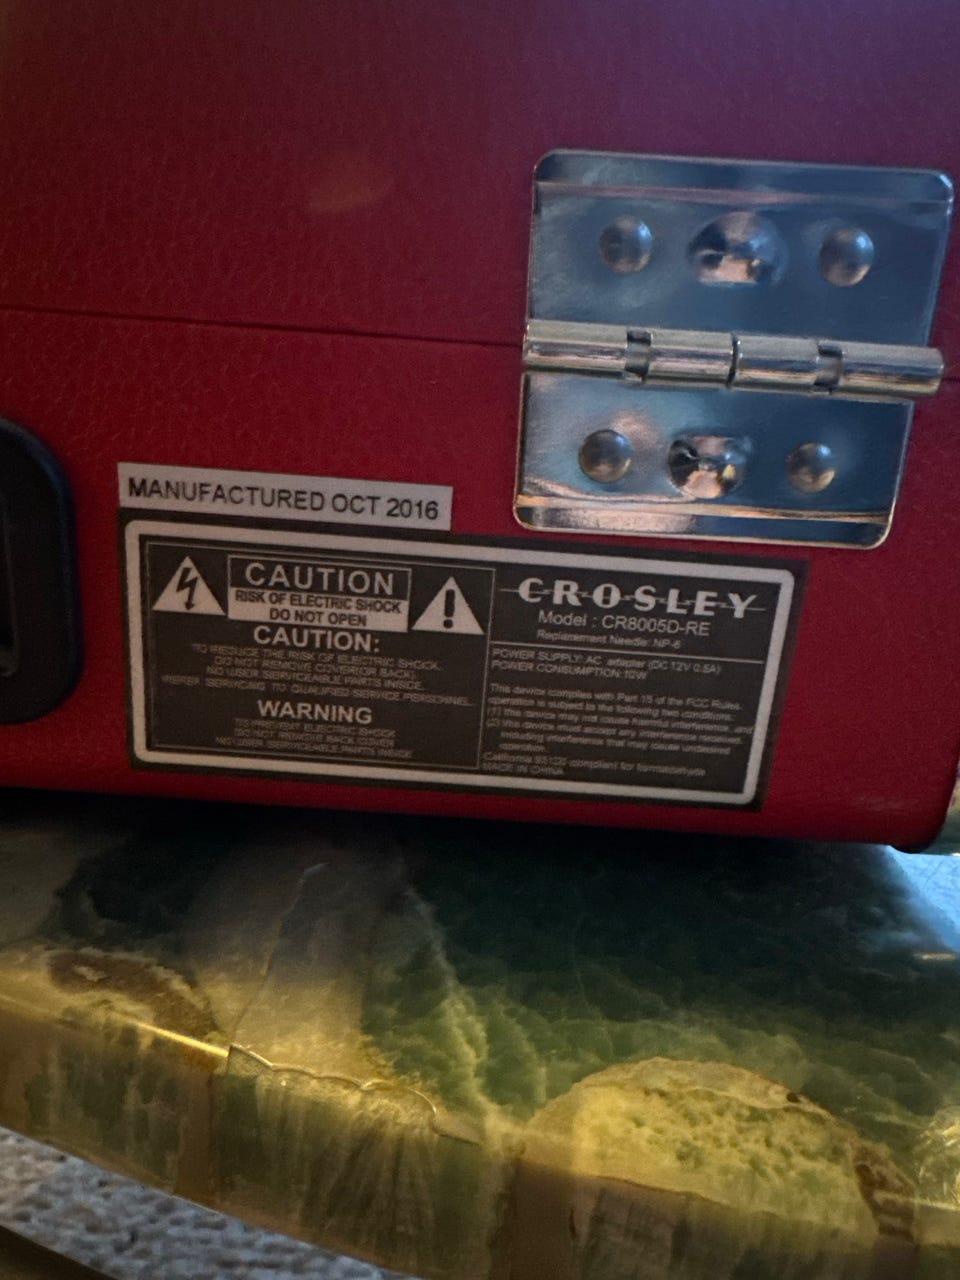 MANUFACTURED OCT 2016
CAUTION
RISK OF ELECTRIC SHOCK
DO NOT OPEN
CAUTION:
TO REDUCE THE RISK OF ELECTRIC SHOCK,
DO NOT REMOVE COVER(OR BACK)
NO USER SERVICEABLE PARTS INSIDE.
REFER SERVICING TO QUALIFIED SERVICE PERSONNEL.
WARNING
TO PREVENT ELECTRIC SHOCK
DO NOT REMOVE BACK COVER
NO USER SERVICEABLE PARTS INSIDE
CROSLEY
Model : CR8005D-RE
Replacement Needle: NP-6
POWER SUPPLY: AC adapter (DC 12V 0.5A)
POWER CONSUMPTION:10W
This device complies with Part 15 of the FCC Rules.
operation is subject to the following two conditions:
(1) this device may not cause harmful interference, and
(2) this device must accept any interference received,
including interference that may cause undesired
operation.
California 93120 compliant for formaldehyde
MADE IN CHINA